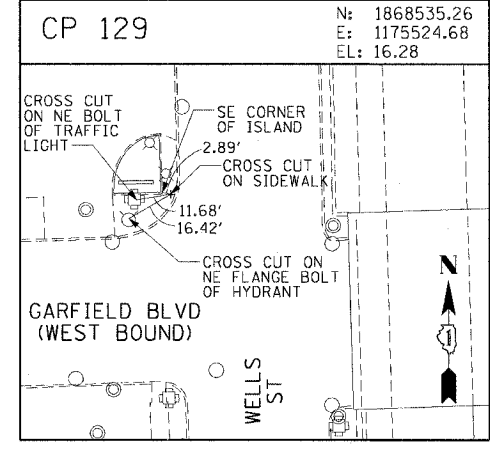 CP 129
N: 1868535.26
E: 1175524.68
EL: 16.28
CROSS CUT
ON NE BOLT
OF TRAFFIC
LIGHT
SE CORNER
OF ISLAND
2.89'
CROSS CUT
ON SIDEWALK
11.68'
16.42'
CROSS CUT ON
NE FLANGE BOLT
OF HYDRANT
N
GARFIELD BLVD
(WEST BOUND)
WELLS
ST